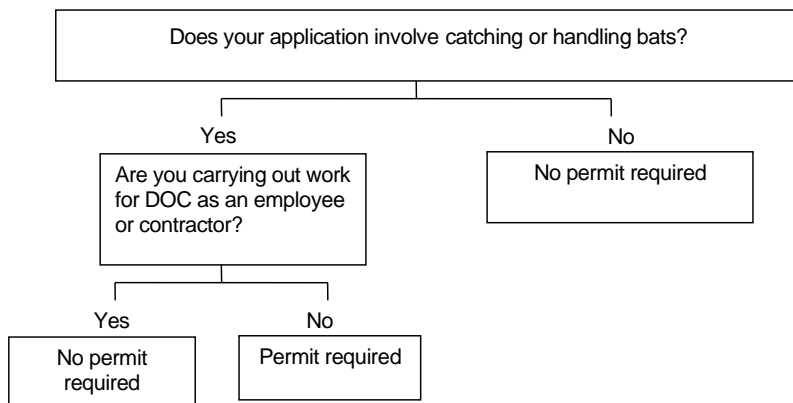 Does your application involve catching or handling bats?
Yes
No
Are you carrying out work
for DOC as an employee
or contractor?
No permit required
Yes
No
No permit
required
Permit required